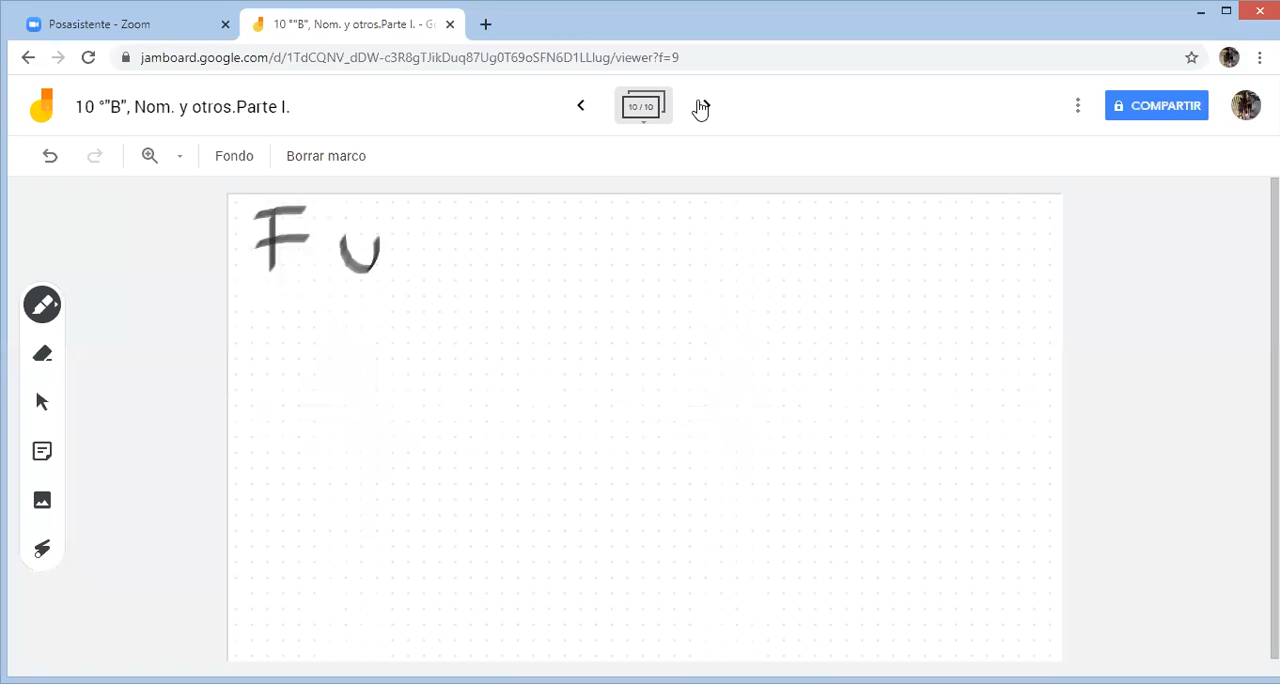 Posasistente - Zoom
10 °"B", Nom. y otros.Parte I. - Go
jamboard.google.com/d/1TdCQNV_dDW-c3R8gTJikDuq87Ug0T69oSFN6D1LLlug/viewer?f=9
10 °"B", Nom. y otros.Parte I.
10 / 10
COMPARTIR
Fondo
Borrar marco
F U